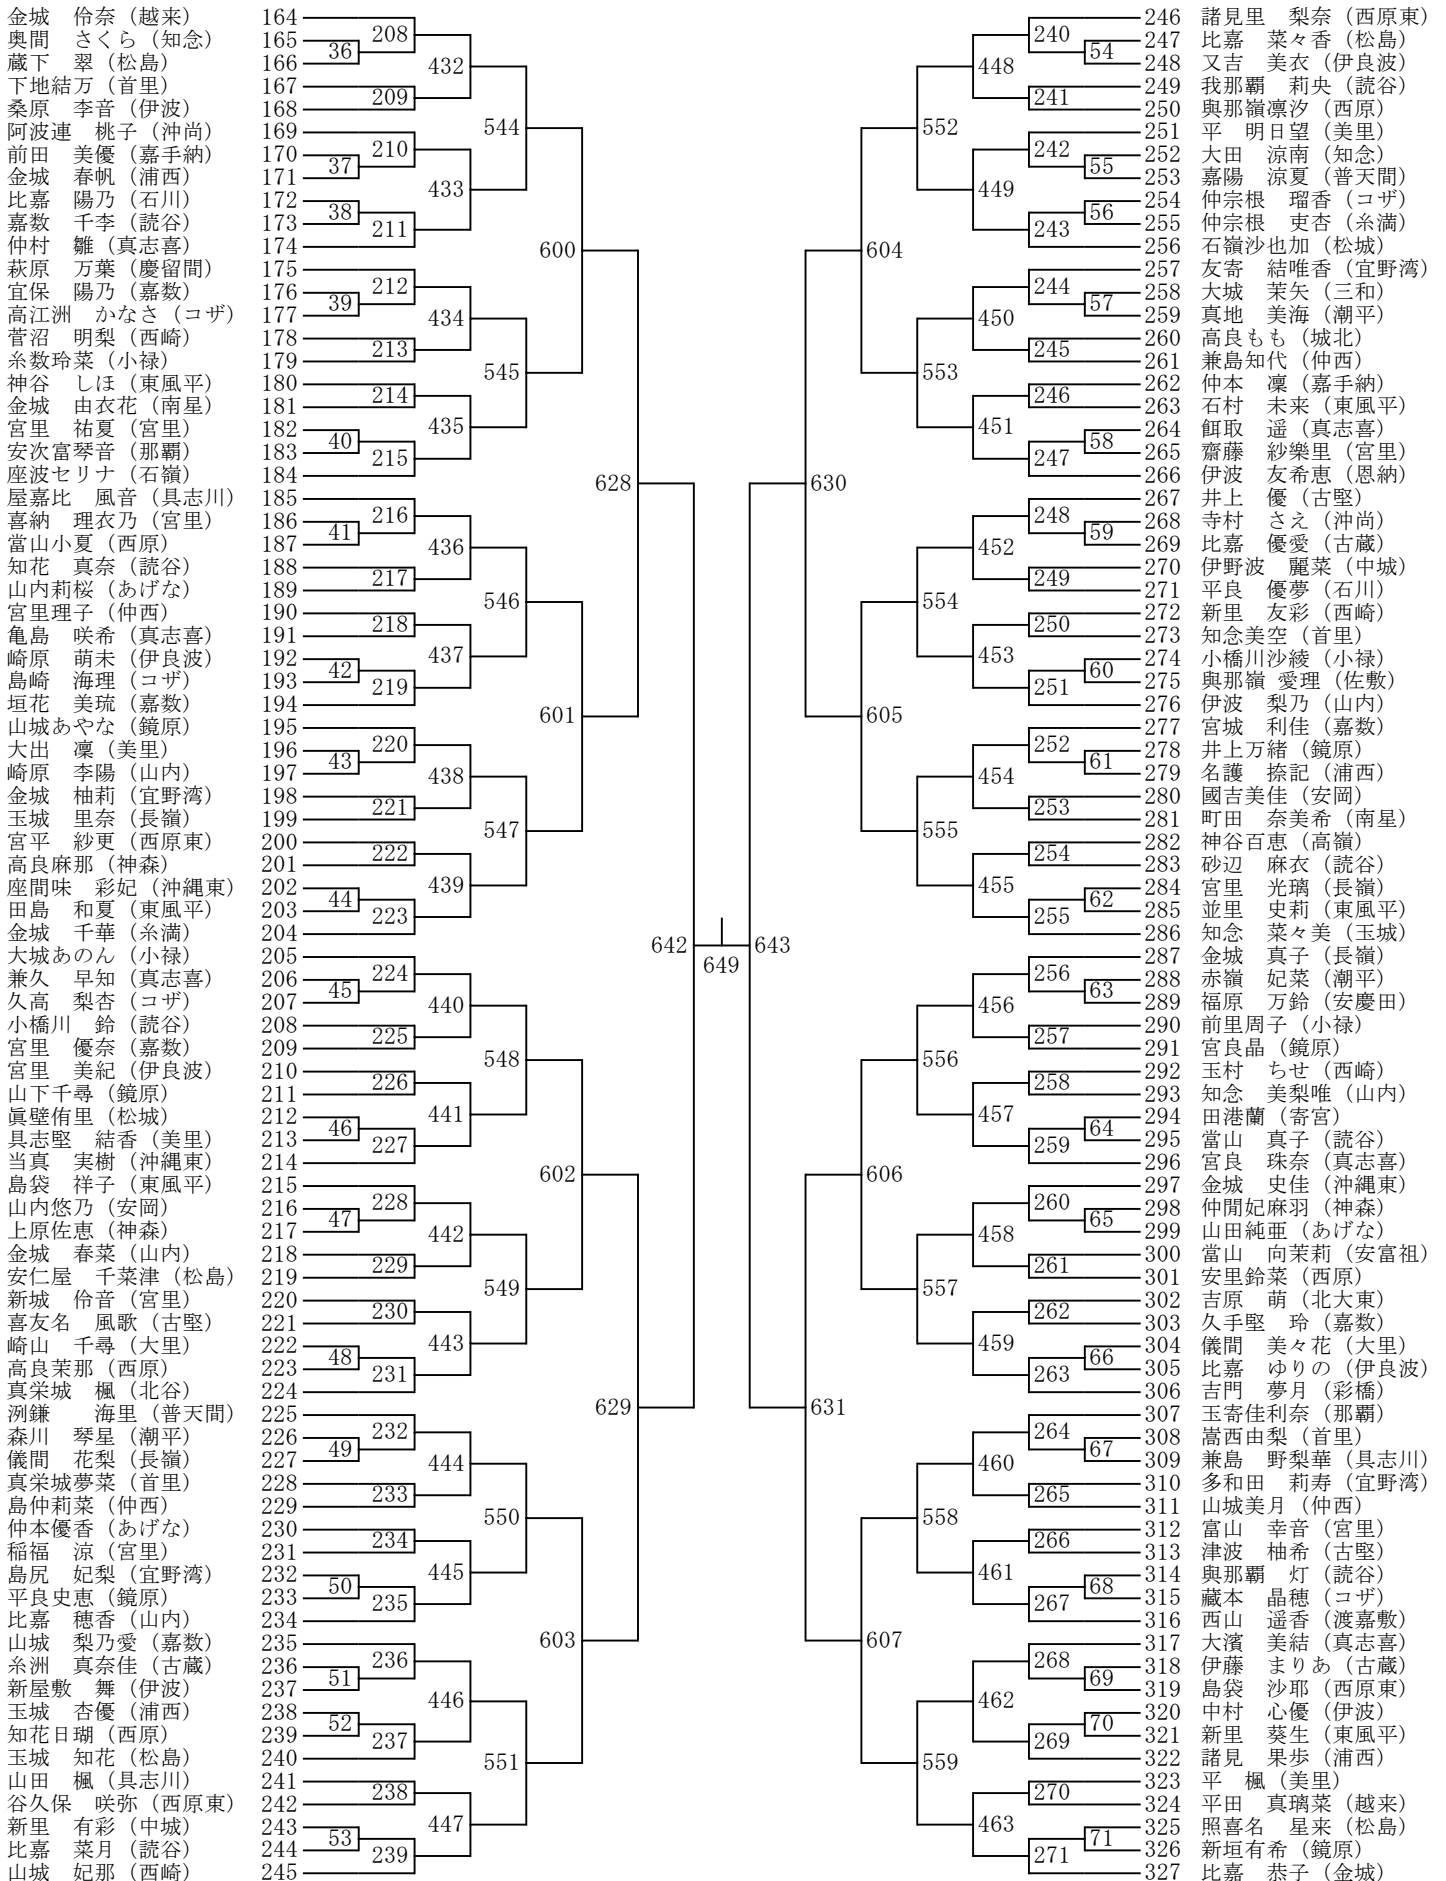 金城　伶奈（越来） 164
奥間　さくら（知念） 165
蔵下　翠（松島） 166
下地結万（首里） 167
桑原　李音（伊波） 168
阿波連　桃子（沖尚） 169
前田　美優（嘉手納） 170
金城　春帆（浦西） 171
比嘉　陽乃（石川） 172
嘉数　千李（読谷） 173
仲村　雛（真志喜） 174
萩原　万葉（慶留間） 175
宜保　陽乃（嘉数） 176
高江洲　かなさ（コザ） 177
菅沼　明梨（西崎） 178
糸数玲菜（小禄） 179
神谷　しほ（東風平） 180
金城　由衣花（南星） 181
宮里　祐夏（宮里） 182
安次富琴音（那覇） 183
座波セリナ（石嶺） 184
屋嘉比　風音（具志川） 185
喜納　理衣乃（宮里） 186
當山小夏（西原） 187
知花　真奈（読谷） 188
山内莉桜（あげな） 189
宮里理子（仲西） 190
亀島　咲希（真志喜） 191
崎原　萌未（伊良波） 192
島崎　海理（コザ） 193
垣花　美琉（嘉数） 194
山城あやな（鏡原） 195
大出　凜（美里） 196
崎原　李陽（山内） 197
金城　柚莉（宜野湾） 198
玉城　里奈（長嶺） 199
宮平　紗更（西原東） 200
高良麻那（神森） 201
座間味　彩妃（沖縄東） 202
田島　和夏（東風平） 203
金城　千華（糸満） 204
大城あのん（小禄） 205
兼久　早知（真志喜） 206
久高　梨杏（コザ） 207
小橋川　鈴（読谷） 208
宮里　優奈（嘉数） 209
宮里　美紀（伊良波） 210
山下千尋（鏡原） 211
眞壁侑里（松城） 212
具志堅　結香（美里） 213
当真　実樹（沖縄東） 214
島袋　祥子（東風平） 215
山内悠乃（安岡） 216
上原佐恵（神森） 217
金城　春菜（山内） 218
安仁屋　千菜津（松島） 219
新城　伶音（宮里） 220
喜友名　風歌（古堅） 221
崎山　千尋（大里） 222
高良茉那（西原） 223
真栄城　楓（北谷） 224
洌鎌　　海里（普天間） 225
森川　琴星（潮平） 226
儀間　花梨（長嶺） 227
真栄城夢菜（首里） 228
島仲莉菜（仲西） 229
仲本優香（あげな） 230
稲福　涼（宮里） 231
島尻　妃梨（宜野湾） 232
平良史恵（鏡原） 233
比嘉　穂香（山内） 234
山城　梨乃愛（嘉数） 235
糸洲　真奈佳（古蔵） 236
新屋敷　舞（伊波） 237
玉城　杏優（浦西） 238
知花日瑚（西原） 239
玉城　知花（松島） 240
山田　楓（具志川） 241
谷久保　咲弥（西原東） 242
新里　有彩（中城） 243
比嘉　菜月（読谷） 244
山城　妃那（西崎） 245
36
37
38
39
40
41
42
43
44
45
46
47
48
49
50
51
52
53
208
209
210
211
212
213
214
215
216
217
218
219
220
221
222
223
224
225
226
227
228
229
230
231
232
233
234
235
236
237
238
239
432
433
434
435
436
437
438
439
440
441
442
443
444
445
446
447
544
545
546
547
548
549
550
551
600
601
602
603
628
629
642
649
643
630
631
604
605
606
607
552
553
554
555
556
557
558
559
448
449
450
451
452
453
454
455
456
457
458
459
460
461
462
463
240
241
242
243
244
245
246
247
248
249
250
251
252
253
254
255
256
257
258
259
260
261
262
263
264
265
266
267
268
269
270
271
54
55
56
57
58
59
60
61
62
63
64
65
66
67
68
69
70
71
246 諸見里　梨奈（西原東）
247 比嘉　菜々香（松島）
248 又吉　美衣（伊良波）
249 我那覇　莉央（読谷）
250 與那嶺凛汐（西原）
251 平　明日望（美里）
252 大田　涼南（知念）
253 嘉陽　涼夏（普天間）
254 仲宗根　瑠香（コザ）
255 仲宗根　吏杏（糸満）
256 石嶺沙也加（松城）
257 友寄　結唯香（宜野湾）
258 大城　茉矢（三和）
259 真地　美海（潮平）
260 高良もも（城北）
261 兼島知代（仲西）
262 仲本　凜（嘉手納）
263 石村　未来（東風平）
264 餌取　遥（真志喜）
265 齋藤　紗樂里（宮里）
266 伊波　友希恵（恩納）
267 井上　優（古堅）
268 寺村　さえ（沖尚）
269 比嘉　優愛（古蔵）
270 伊野波　麗菜（中城）
271 平良　優夢（石川）
272 新里　友彩（西崎）
273 知念美空（首里）
274 小橋川沙綾（小禄）
275 與那嶺 愛理（佐敷）
276 伊波　梨乃（山内）
277 宮城　利佳（嘉数）
278 井上万緒（鏡原）
279 名護　捺記（浦西）
280 國吉美佳（安岡）
281 町田　奈美希（南星）
282 神谷百恵（高嶺）
283 砂辺　麻衣（読谷）
284 宮里　光璃（長嶺）
285 並里　史莉（東風平）
286 知念　菜々美（玉城）
287 金城　真子（長嶺）
288 赤嶺　妃菜（潮平）
289 福原　万鈴（安慶田）
290 前里周子（小禄）
291 宮良晶（鏡原）
292 玉村　ちせ（西崎）
293 知念　美梨唯（山内）
294 田港蘭（寄宮）
295 當山　真子（読谷）
296 宮良　珠奈（真志喜）
297 金城　史佳（沖縄東）
298 仲閒妃麻羽（神森）
299 山田純亜（あげな）
300 當山　向茉莉（安富祖）
301 安里鈴菜（西原）
302 吉原　萌（北大東）
303 久手堅　玲（嘉数）
304 儀間　美々花（大里）
305 比嘉　ゆりの（伊良波）
306 吉門　夢月（彩橋）
307 玉寄佳利奈（那覇）
308 嵩西由梨（首里）
309 兼島　野梨華（具志川）
310 多和田　莉寿（宜野湾）
311 山城美月（仲西）
312 富山　幸音（宮里）
313 津波　柚希（古堅）
314 與那覇　灯（読谷）
315 藏本　晶穂（コザ）
316 西山　遥香（渡嘉敷）
317 大濱　美結（真志喜）
318 伊藤　まりあ（古蔵）
319 島袋　沙耶（西原東）
320 中村　心優（伊波）
321 新里　葵生（東風平）
322 諸見　果歩（浦西）
323 平　楓（美里）
324 平田　真璃菜（越来）
325 照喜名　星来（松島）
326 新垣有希（鏡原）
327 比嘉　恭子（金城）